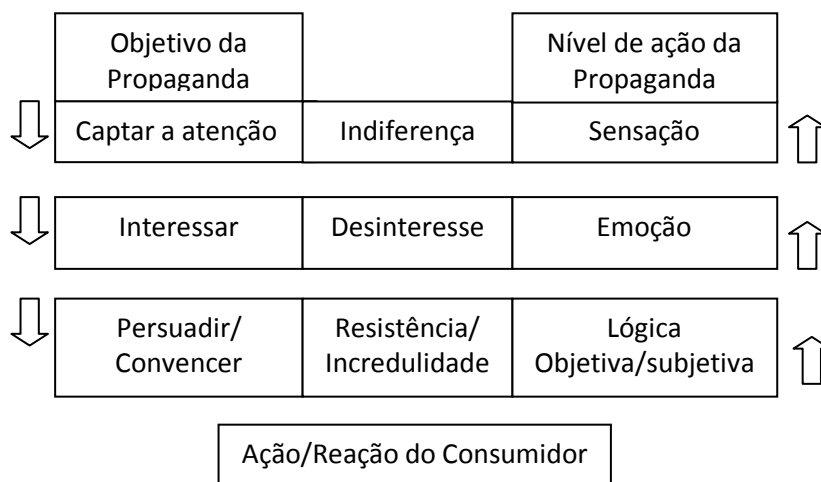 Objetivo da
Propaganda
Nível de ação da
Propaganda
Captar a atenção
Indiferença
Sensação
Interessar
Desinteresse
Emoção
Persuadir/
Convencer
Resistência/
Incredulidade
Lógica
Objetiva/subjetiva
Ação/Reação do Consumidor